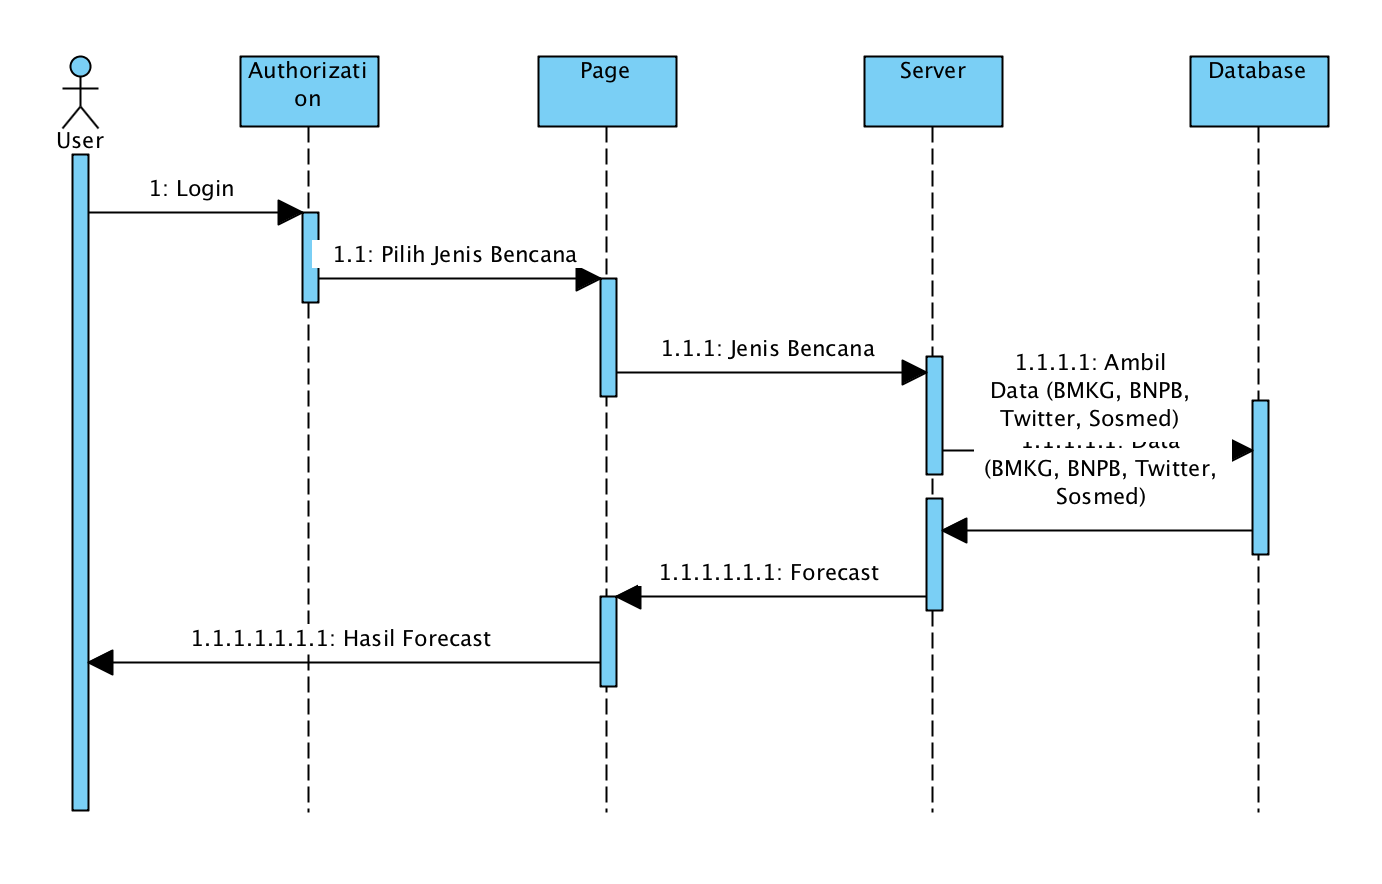 Authorizati
on
Page
Server
Database
User
1: Login
1.1: Pilih Jenis Bencana
1.1.1: Jenis Bencana
1.1.1.1: Ambil
Data (BMKG, BNPB,
Twitter, Sosmed)
1.1.1.1.1: Data
(BMKG, BNPB, Twitter,
Sosmed)
1.1.1.1.1.1: Forecast
1.1.1.1.1.1.1: Hasil Forecast